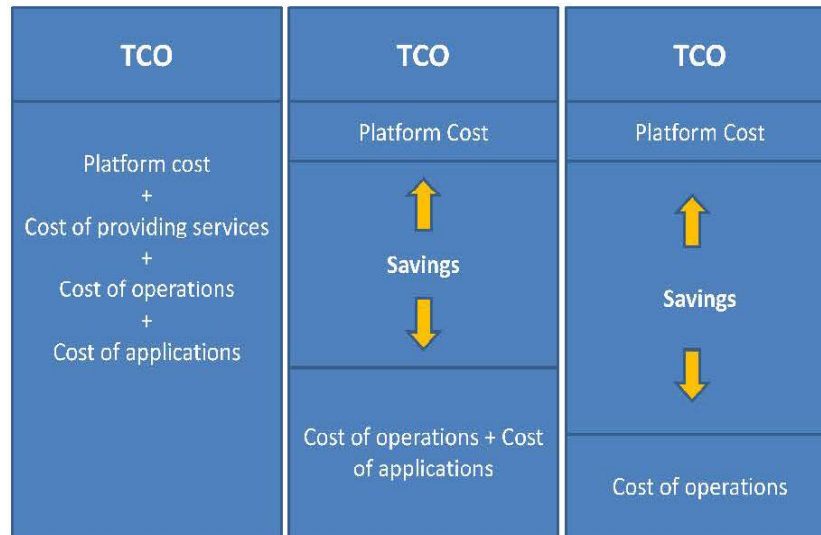 TCO
Platform cost
+
Cost of providing services
+
Cost of operations
+
Cost of applications
TCO
Platform Cost
Savings
Cost of operations + Cost
of applications
TCO
Platform Cost
Savings
Cost of operations